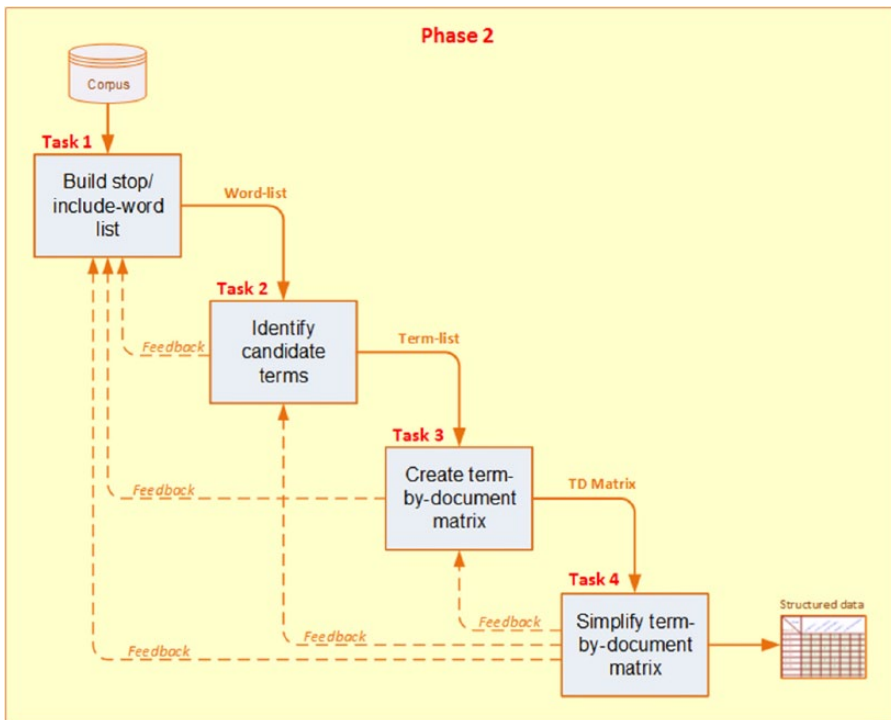 Phase 2
Corpus
Task 1
Build stop/
include-word
list
Word-list
Task 2
Identify
candidate
terms
Feedback
Term-list
Task 3
Create term-
by-document
matrix
Feedback
TD Matrix
Task 4
Simplify term-
by-document
matrix
Feedback
Feedback
Feedback
Structured data